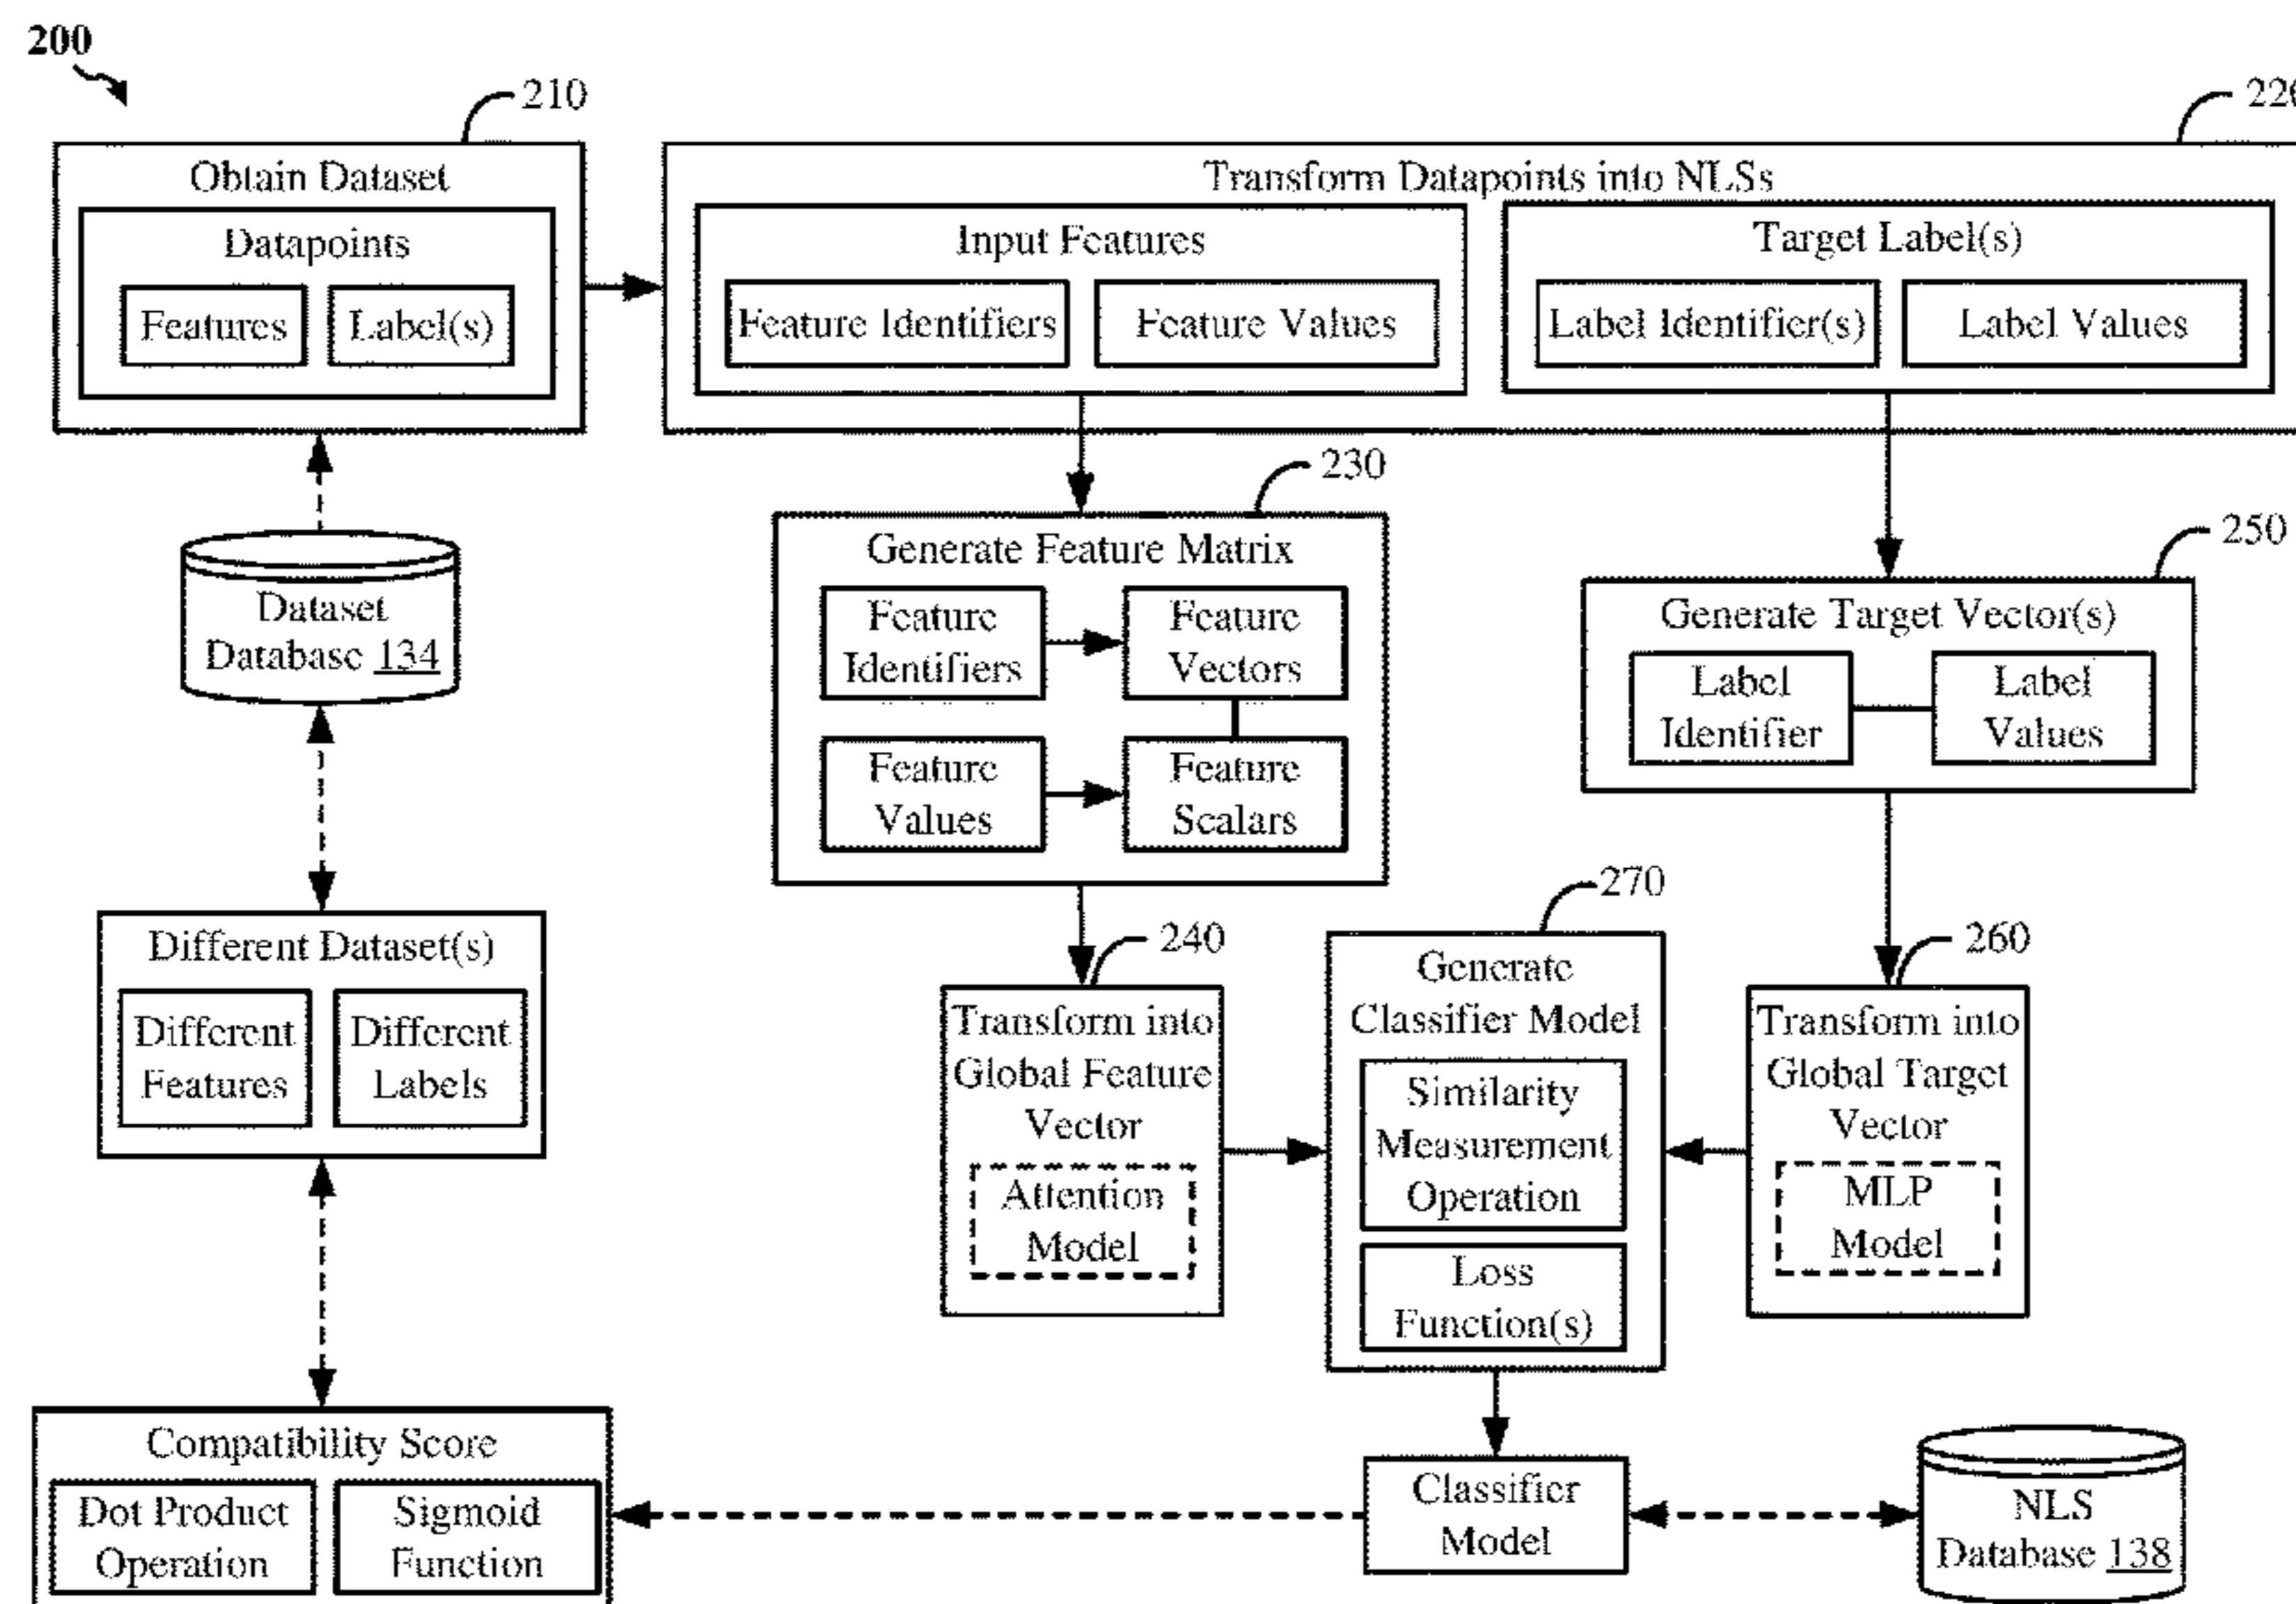 200
210
220
Obtain Dataset
Datapoints
Features
Label(s)
Transform Datapoints into NLSs
Input Features
Feature Identifiers
Feature Values
Target Label(s)
Label Identifier(s)
Label Values
230
Generate Feature Matrix
Feature
Identifiers
Feature
Vectors
Feature
Values
Feature
Scalars
250
Generate Target Vector(s)
Label
Identifier
Label
Values
Dataset
Database 134
Different Dataset(s)
Different
Features
Different
Labels
240
Transform into
Global Feature
Vector
Attention
Model
270
Generate
Classifier Model
Similarity
Measurement
Operation
Loss
Function(s)
260
Transform into
Global Target
Vector
MLP
Model
Compatibility Score
Dot Product
Operation
Sigmoid
Function
Classifier
Model
NLS
Database 138